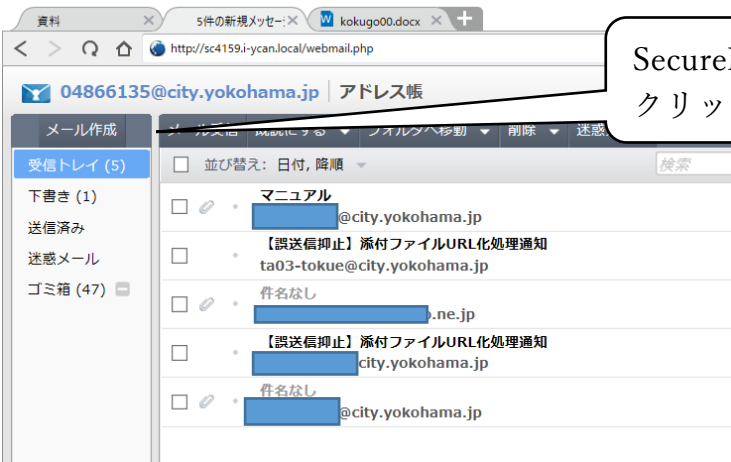 資料
5件の新規メッセー
kokugo00.docx
http://sc4159.i-ycan.local/webmail.php
Secure
クリッ
04866135@city.yokohama.jp アドレス帳
メール作成
メール受信 既読にする フォルダへ移動 削除 迷惑
受信トレイ (5)
並び替え: 日付, 降順
検索
下書き (1)
送信済み
迷惑メール
ゴミ箱 (47)
マニュアル
@city.yokohama.jp
【誤送信抑止】添付ファイルURL化処理通知
ta03-tokue@city.yokohama.jp
件名なし
.ne.jp
【誤送信抑止】添付ファイルURL化処理通知
city.yokohama.jp
件名なし
@city.yokohama.jp